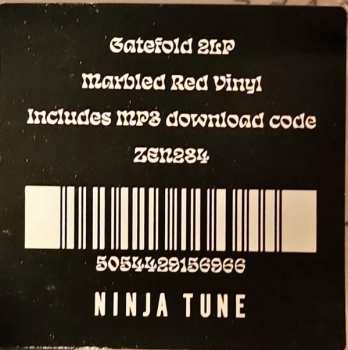 Gatefold 2LP
Marbled Red Vinyl
Includes MP3 download code
ZEN284
5054429156966
NINJA TUNE